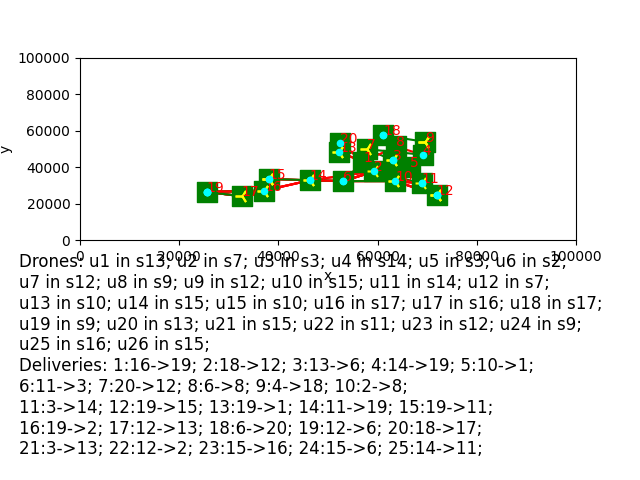 100000
80000
60000
40000
20000
0
y
0 20000 40000 60000 80000 100000
x
Drones: u1 in s13; u2 in s7; u3 in s3; u4 in s14; u5 in s3; u6 in s2;
u7 in s12; u8 in s9; u9 in s12; u10 in s15; u11 in s14; u12 in s7;
u13 in s10; u14 in s15; u15 in s10; u16 in s17; u17 in s16; u18 in s17;
u19 in s9; u20 in s13; u21 in s15; u22 in s11; u23 in s12; u24 in s9;
u25 in s16; u26 in s15;
Deliveries: 1:16->19; 2:18->12; 3:13->6; 4:14->19; 5:10->1;
6:11->3; 7:20->12; 8:6->8; 9:4->18; 10:2->8;
11:3->14; 12:19->15; 13:19->1; 14:11->19; 15:19->11;
16:19->2; 17:12->13; 18:6->20; 19:12->6; 20:18->17;
21:3->13; 22:12->2; 23:15->16; 24:15->6; 25:14->11;